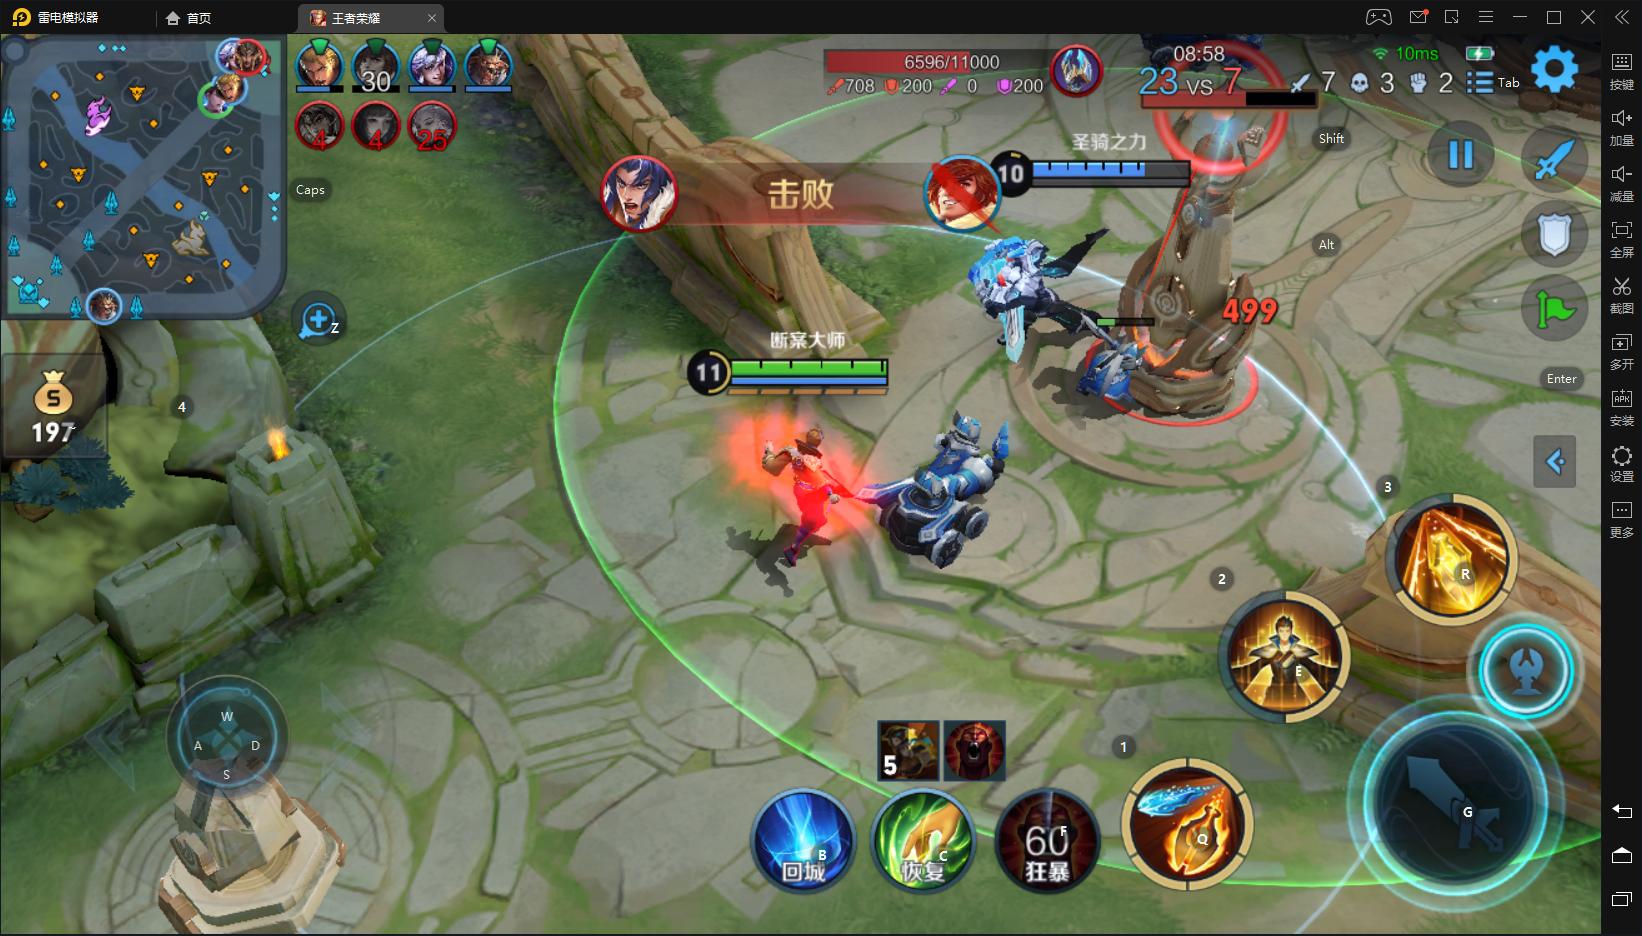 雷电模拟器
首页
王者荣耀
30
4
4
25
6596/11000
708
200
0
200
08:58
23 vs 7
7
3
2
10ms
Tab
按键
加量
减量
全屏
截图
多开
APK
安装
设置
更多
Caps
击败
10
圣骑之力
Shift
Alt
499
Z
断案大师
11
Enter
S
197
4
3
R
2
E
W
A
D
S
5
1
B
回城
C
恢复
60
F
狂暴
Q
G